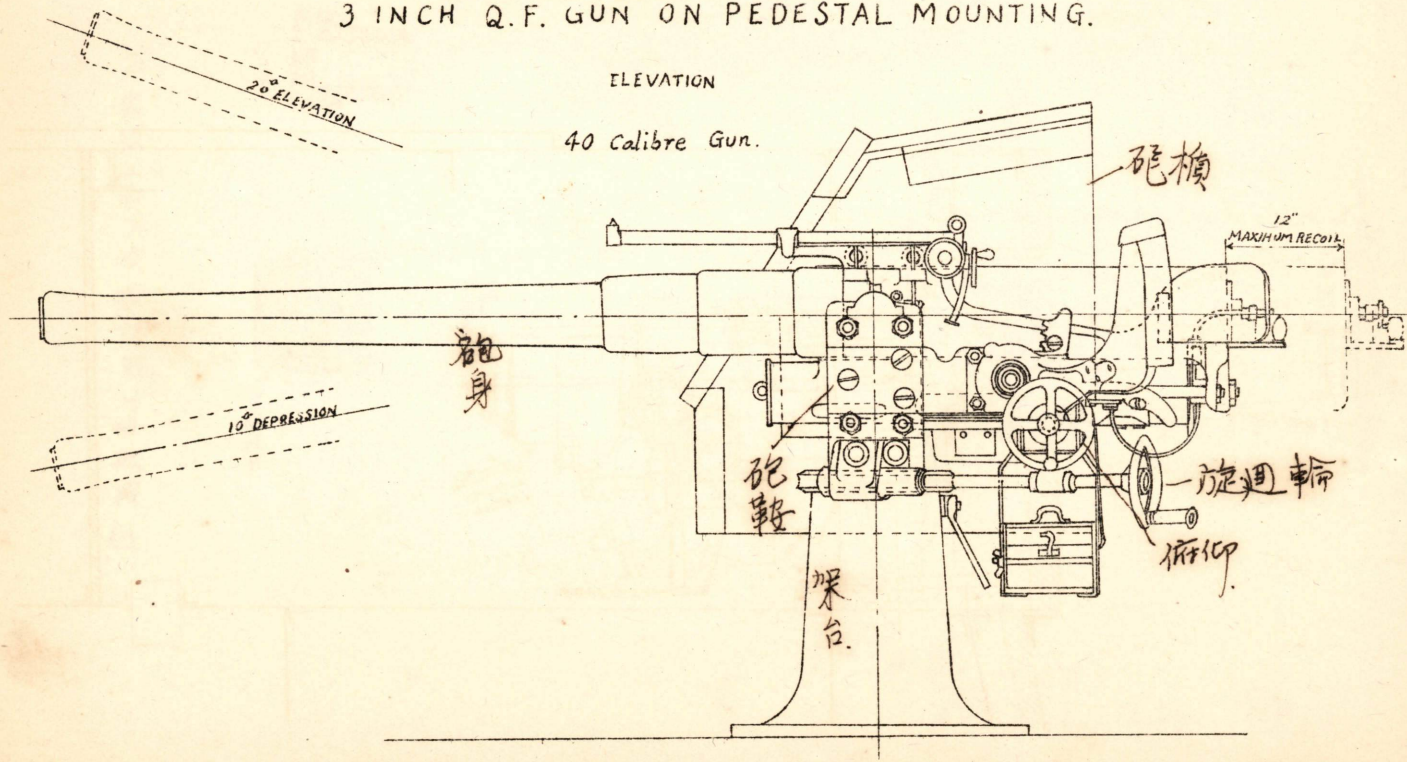 3 INCH Q.F. GUN ON PEDESTAL MOUNTING.
ELEVATION
40 Calibre Gun.
20° ELEVATION
砲楯
12"
MAXIMUM RECOIL
砲身
10° DEPRESSION
砲鞍
旋廻輪
俯仰
架台.